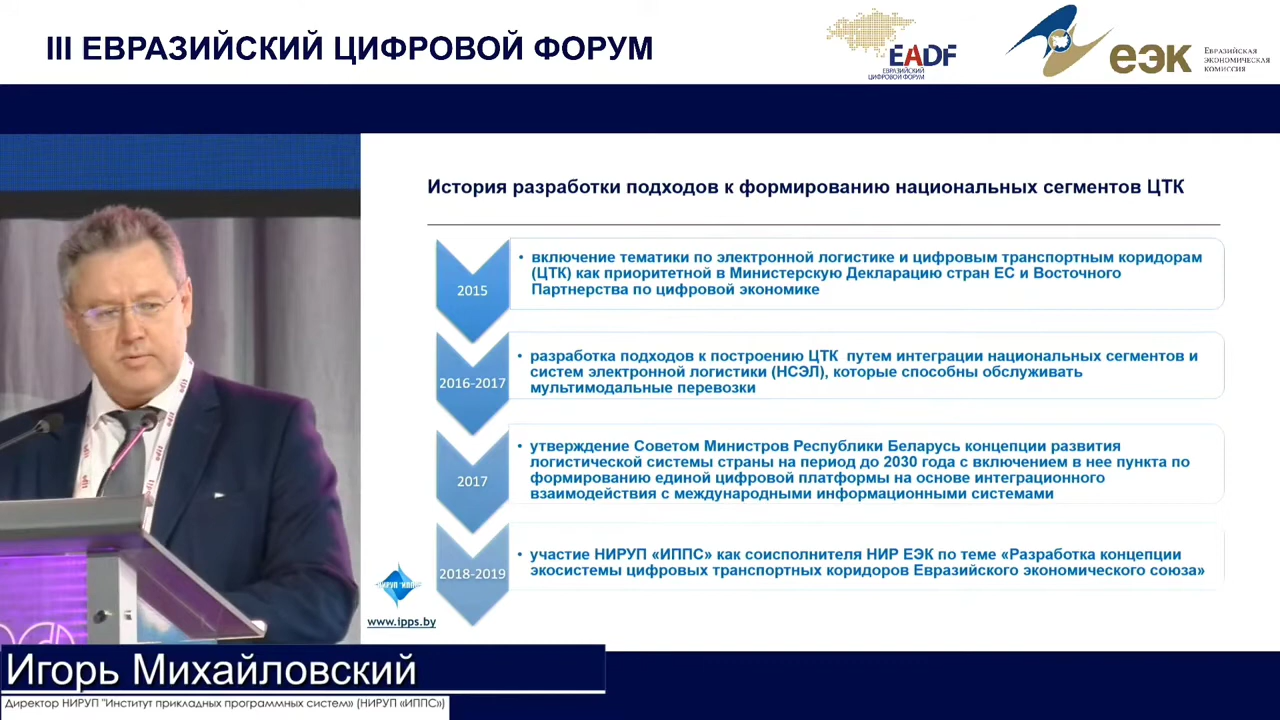 III ЕВРАЗИЙСКИЙ ЦИФРОВОЙ ФОРУМ
EADF
ЕВРАЗИЙСКИЙ
ЦИФРОВОЙ ФОРУМ
еэк
ЕВРАЗИЙСКАЯ
ЭКОНОМИЧЕСКАЯ
КОМИССИЯ
История разработки подходов к формированию национальных сегментов ЦТК
2015
• включение тематики по электронной логистике и цифровым транспортным коридорам
(ЦТК) как приоритетной в Министерскую Декларацию стран ЕС и Восточного
Партнерства по цифровой экономике
2016-2017
• разработка подходов к построению ЦТК путем интеграции национальных сегментов и
систем электронной логистики (НСЭЛ), которые способны обслуживать
мультимодальные перевозки
2017
• утверждение Советом Министров Республики Беларусь концепции развития
логистической системы страны на период до 2030 года с включением в нее пункта по
формированию единой цифровой платформы на основе интеграционного
взаимодействия с международными информационными системами
2018-2019
• участие НИРУП «ИППС» как соисполнителя НИР ЕЭК по теме «Разработка концепции
экосистемы цифровых транспортных коридоров Евразийского экономического союза»
НИРУП "ИППС"
www.ipps.by
Игорь Михайловский
Директор НИРУП "Институт прикладных программных систем» (НИРУП «ИППС»)